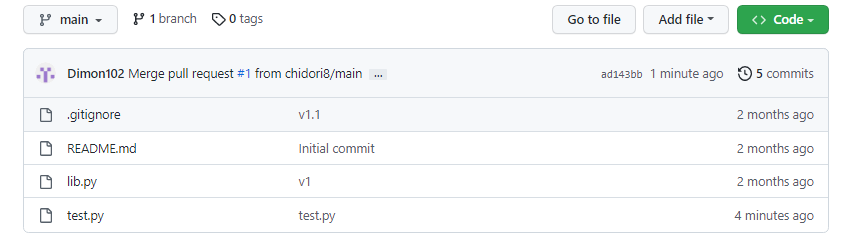 main 1 branch 0 tags Go to file Add file Code
Dimon102 Merge pull request #1 from chidori8/main ... ad143bb 1 minute ago 5 commits
.gitignore v1.1 2 months ago
README.md Initial commit 2 months ago
lib.py v1 2 months ago
test.py test.py 4 minutes ago